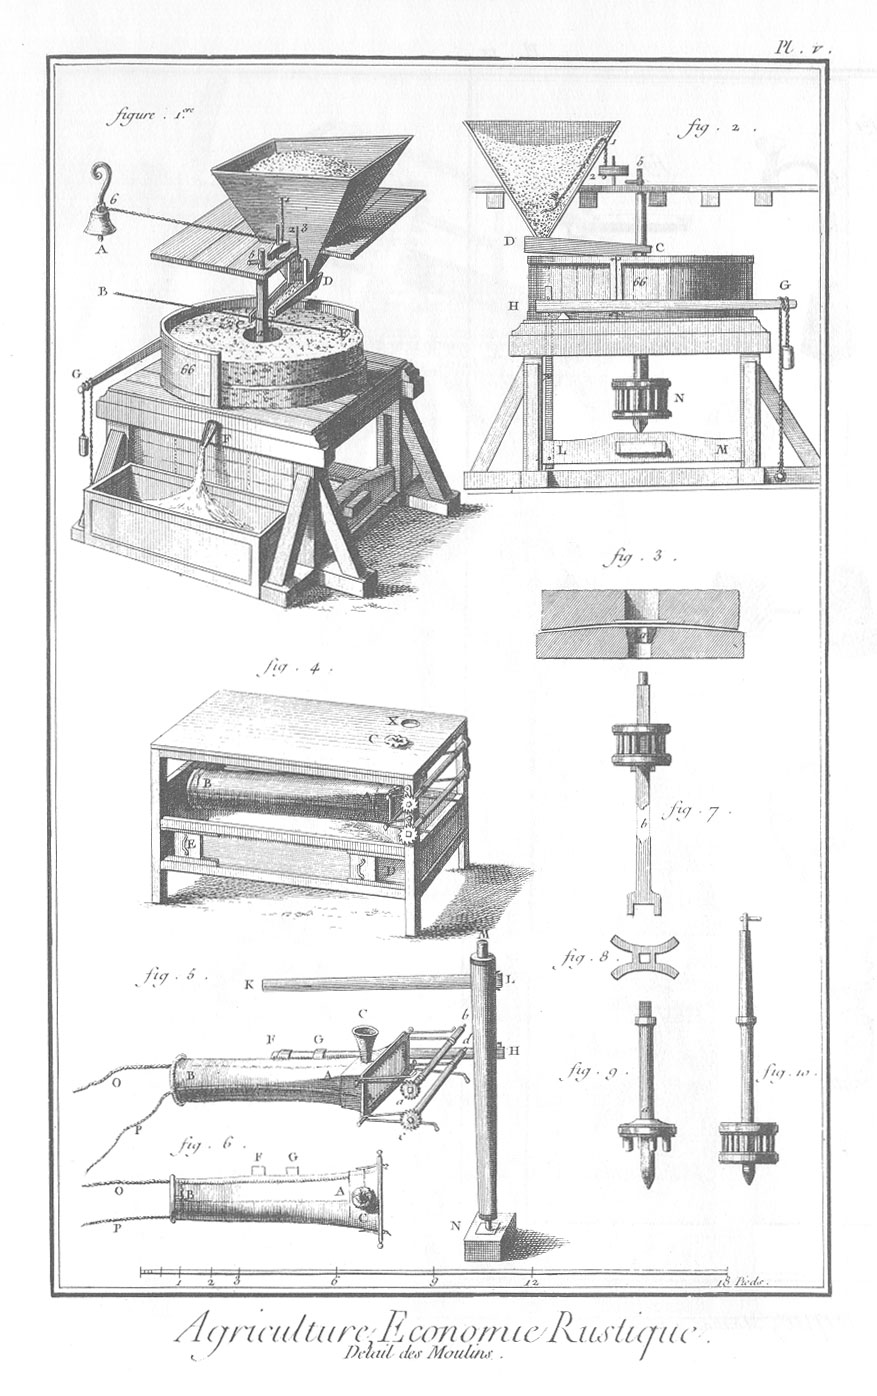 Pl. v.
figure. 1.ere
fig. 2.
1
2
5
6
A
1
2 3
5
D
B
C
66
G
F
D
C
66
G
H
N
L
M
fig. 3.
fig. 4.
X
C
B
A
E
D
fig. 7.
b
fig. 5.
K
M
L
C
b
F
G
d
H
O
B
A
a
c
P
fig. 6.
F
G
O
B
A
C
P
N
fig. 8.
fig. 9.
fig. 10.
1 2 3 6 9 12 18 Pieds.
Agriculture, Economie Rustique.
Détail des Moulins.